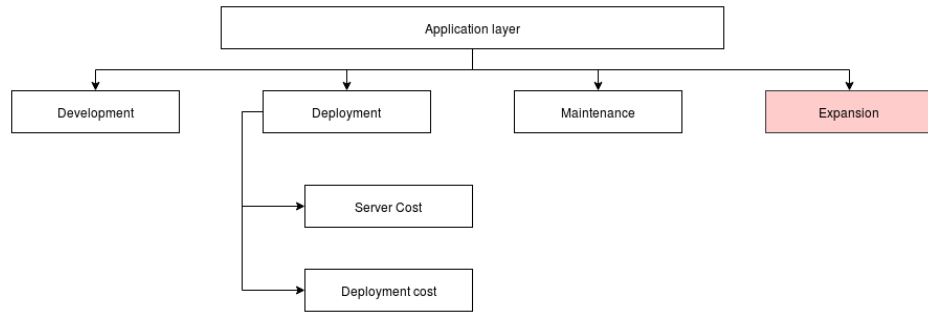 Application layer
Development
Deployment
Maintenance
Expansion
Server Cost
Deployment cost